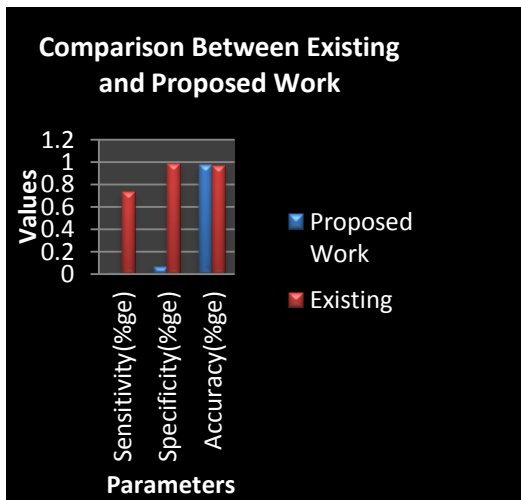 Comparison Between Existing
and Proposed Work
1.2
1
0.8
0.6
0.4
0.2
0
Values
Sensitivity(%ge)
Specificity(%ge)
Accuracy(%ge)
Parameters
Proposed
Work
Existing